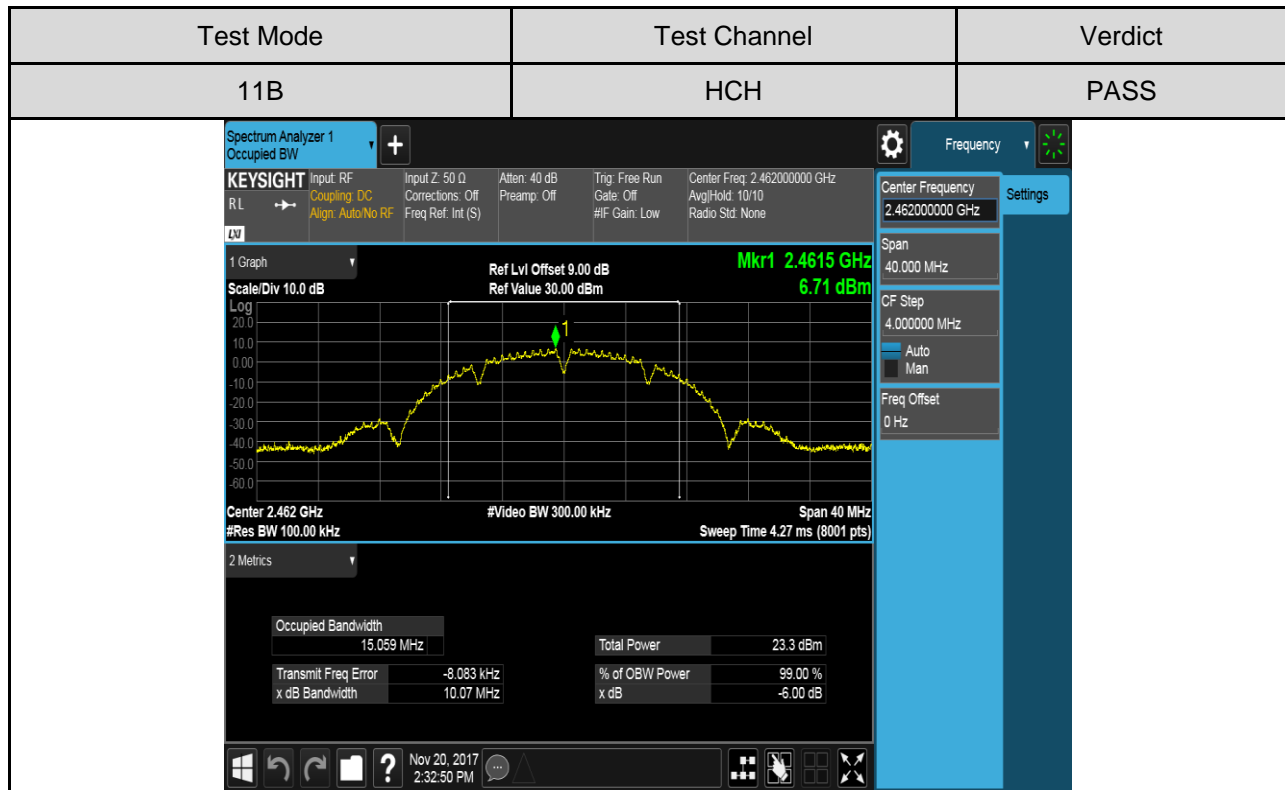 Test Mode Test Channel Verdict
11B HCH PASS
Spectrum Analyzer 1
Occupied BW
+
Frequency
KEYSIGHT Input: RF Input Z: 50 Ω Atten: 40 dB Trig: Free Run Center Freq: 2.462000000 GHz
RL Coupling: DC Corrections: Off Preamp: Off Gate: Off Avg|Hold: 10/10
Align: Auto/No RF Freq Ref: Int (S) #IF Gain: Low Radio Std: None
LXI
Center Frequency
2.462000000 GHz
Settings
Span
40.000 MHz
CF Step
4.000000 MHz
Auto
Man
Freq Offset
0 Hz
1 Graph Ref Lvl Offset 9.00 dB Mkr1 2.4615 GHz
Scale/Div 10.0 dB Ref Value 30.00 dBm 6.71 dBm
Log
20.0
1
10.0
0.00
-10.0
-20.0
-30.0
-40.0
-50.0
-60.0
Center 2.462 GHz #Video BW 300.00 kHz Span 40 MHz
#Res BW 100.00 kHz Sweep Time 4.27 ms (8001 pts)
2 Metrics
Occupied Bandwidth
15.059 MHz Total Power 23.3 dBm
Transmit Freq Error -8.083 kHz % of OBW Power 99.00 %
x dB Bandwidth 10.07 MHz x dB -6.00 dB
? Nov 20, 2017
2:32:50 PM